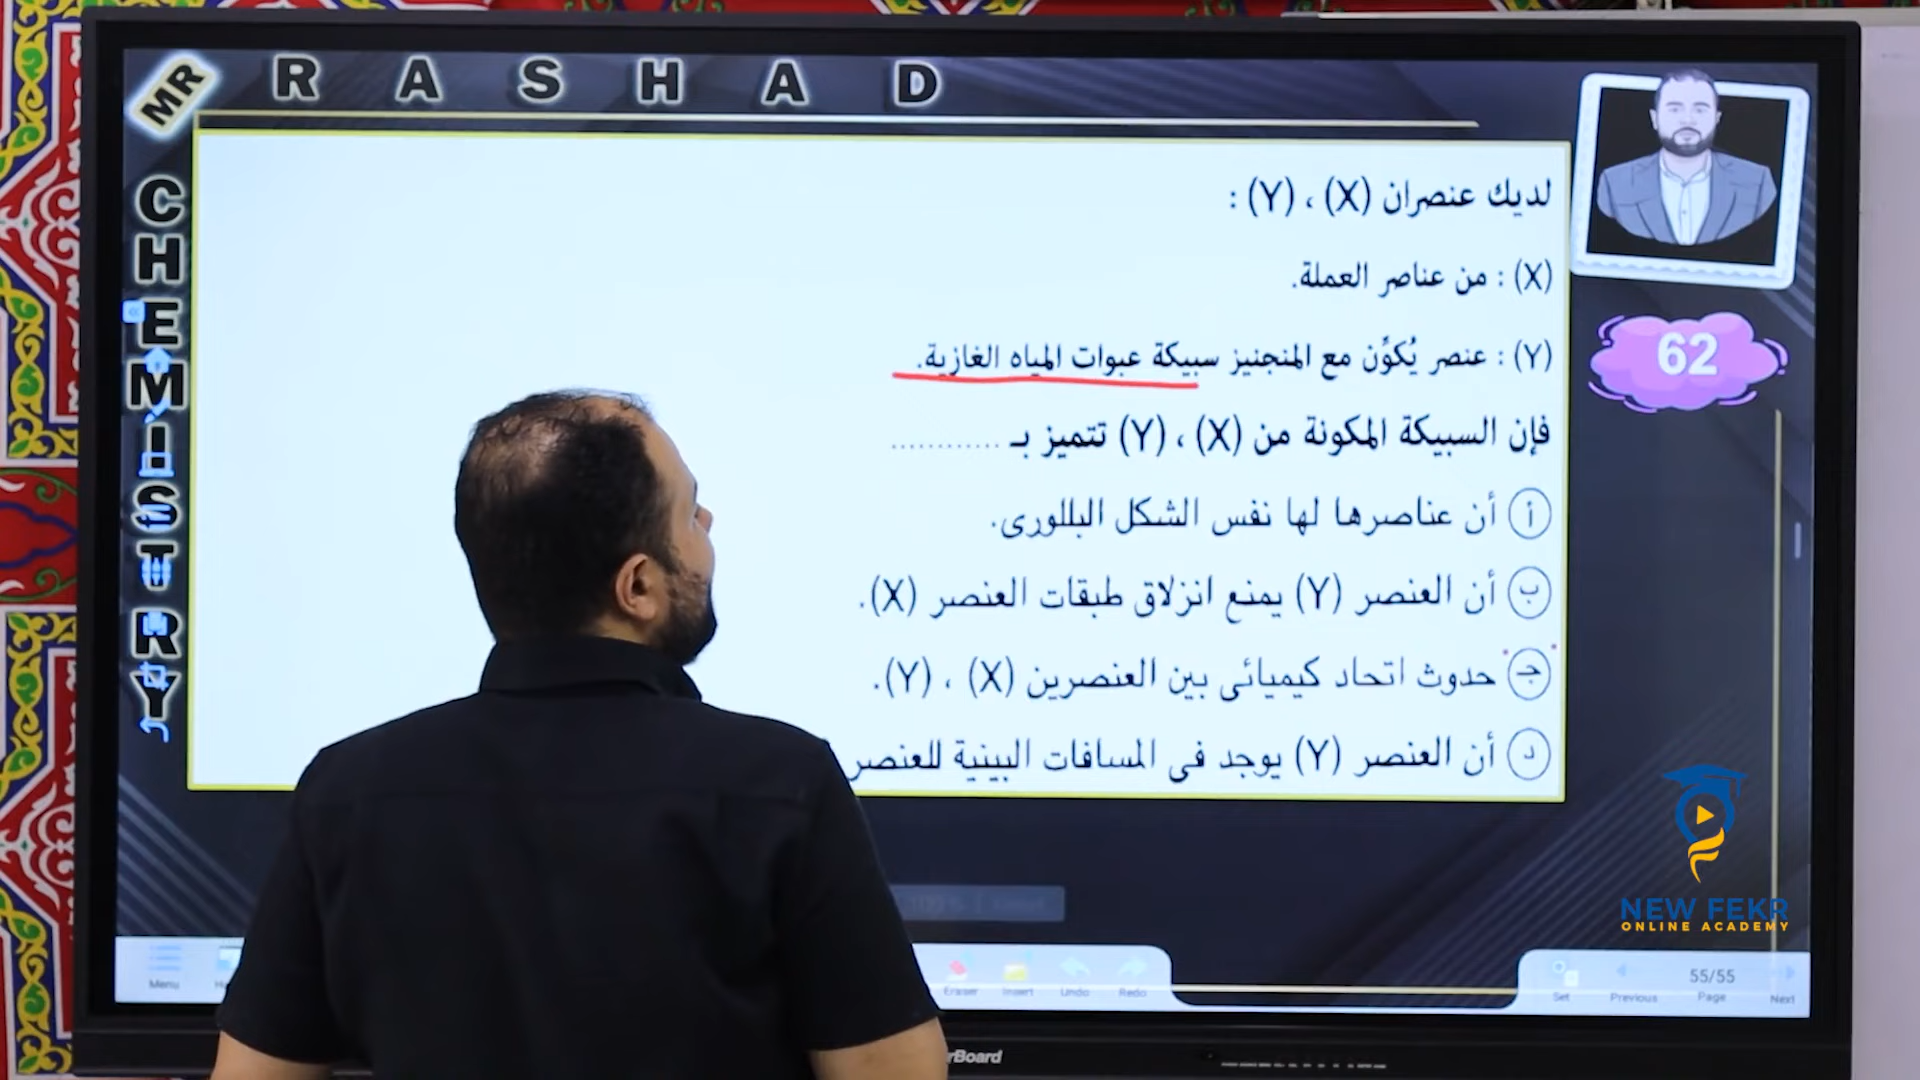 MR RASHAD
CHEMISTRY
لديك عنصران (X) ، (Y) :
(X) : من عناصر العملة.
(Y) : عنصر يُكوِّن مع المنجنيز سبيكة عبوات المياه الغازية.
فإن السبيكة المكونة من (X) ، (Y) تتميز بـ ............
أ أن عناصرها لها نفس الشكل البللورى.
ب أن العنصر (Y) يمنع انزلاق طبقات العنصر (X).
جـ حدوث اتحاد كيميائى بين العنصرين (X) ، (Y).
د أن العنصر (Y) يوجد فى المسافات البينية للعنصر
62
NEW FEKR
ONLINE ACADEMY
Menu
Eraser
Insert
Undo
Redo
Set
Previous
55/55
Page
Next
rBoard